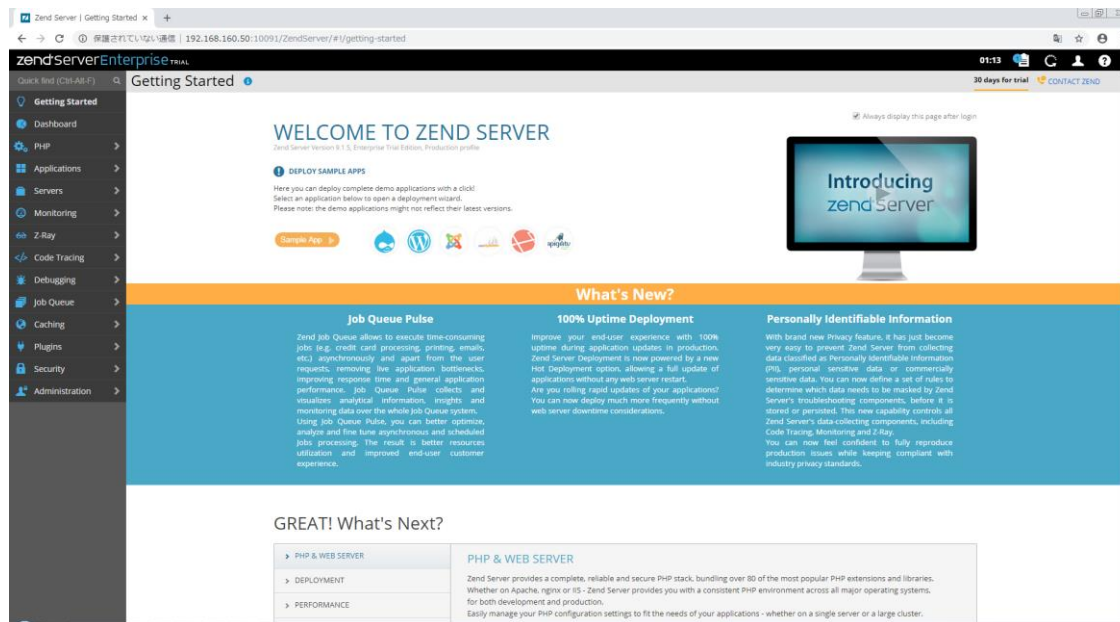 Zend Server | Getting Started
保護されていない通信 | 192.168.160.50:10091/ZendServer/#!/getting-started
zend Server Enterprise TRIAL
01:13
Quick find (Ctrl-Alt-F)
Getting Started
30 days for trial
CONTACT ZEND
Getting Started
Dashboard
PHP
Applications
Servers
Monitoring
Z-Ray
Code Tracing
Debugging
Job Queue
Caching
Plugins
Security
Administration
Always display this page after login
WELCOME TO ZEND SERVER
Zend Server Version 9.1.5, Enterprise Trial Edition, Production profile
DEPLOY SAMPLE APPS
Here you can deploy complete demo applications with a click!
Select an application below to open a deployment wizard.
Please note: the demo applications might not reflect their latest versions.
Sample App
apigility
Introducing
zend Server
What's New?
Job Queue Pulse
Zend Job Queue allows to execute time-consuming
jobs (e.g. credit card processing, printing, emails,
etc.) asynchronously and apart from the user
requests, removing live application bottlenecks,
improving response time and general application
performance. Job Queue Pulse collects and
visualizes analytical information, insights and
monitoring data over the whole Job Queue system.
Using Job Queue Pulse, you can better optimize,
analyze and fine tune asynchronous and scheduled
jobs processing. The result is better resources
utilization and improved end-user customer
experience.
100% Uptime Deployment
Improve your end-user experience with 100%
uptime during application updates in production.
Zend Server Deployment is now powered by a new
Hot Deployment option, allowing a full update of
applications without any web server restart.
Are you rolling rapid updates of your applications?
You can now deploy much more frequently without
web server downtime considerations.
Personally Identifiable Information
With brand new Privacy feature, it has just become
very easy to prevent Zend Server from collecting
data classified as Personally Identifiable Information
(PII), personal sensitive data or commercially
sensitive data. You can now define a set of rules to
determine which data needs to be masked by Zend
Server's troubleshooting components, before it is
stored or persisted. This new capability controls all
Zend Server's data-collecting components, including
Code Tracing, Monitoring and Z-Ray.
You can now feel confident to fully reproduce
production issues while keeping compliant with
industry privacy standards.
GREAT! What's Next?
PHP & WEB SERVER
DEPLOYMENT
PERFORMANCE
PHP & WEB SERVER
Zend Server provides a complete, reliable and secure PHP stack, bundling over 80 of the most popular PHP extensions and libraries.
Whether on Apache, nginx or IIS - Zend Server provides you with a consistent PHP environment across all major operating systems,
for both development and production.
Easily manage your PHP configuration settings to fit the needs of your applications - whether on a single server or a large cluster.